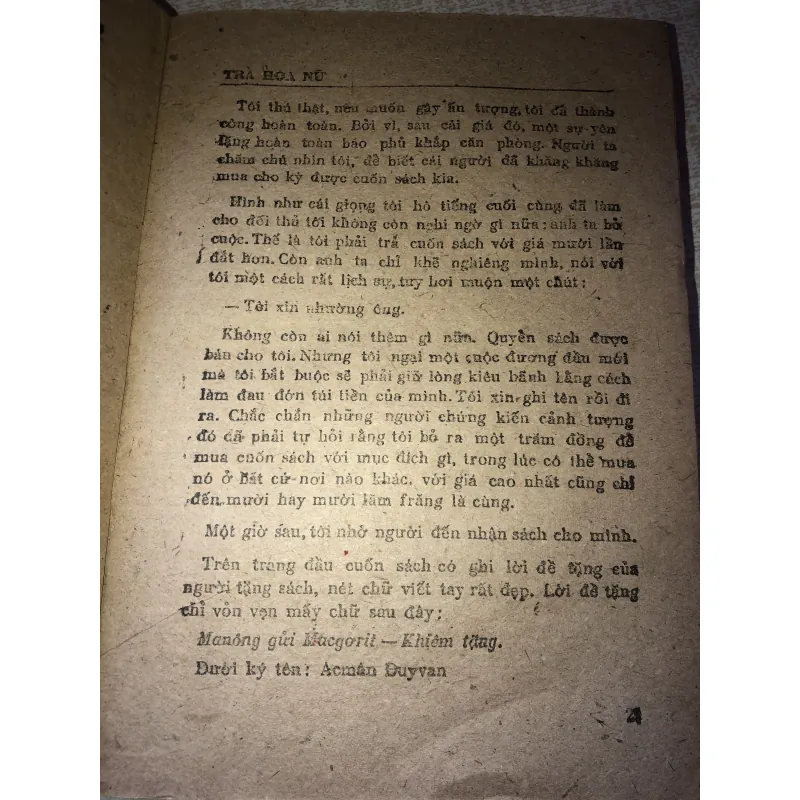 TRÀ HOA NỮ
Tôi thú thật, nếu muốn gây ấn tượng, tôi đã thành
công hoàn toàn. Bởi vì, sau cái giá đó, một sự yên
lặng hoàn toàn bao phủ khắp căn phòng. Người ta
chăm chú nhìn tôi, để biết cái người đã khăng khăng
mua cho kỳ được cuốn sách kia.
Hình như cái giọng tôi hô tiếng cuối cùng đã làm
cho đối thủ tôi không còn nghi ngờ gì nữa: anh ta bỏ
cuộc. Thế là tôi phải trả cuốn sách với giá mười lần
đắt hơn. Còn anh ta chỉ khẽ nghiêng mình, nói với
tôi một cách rất lịch sự, tuy hơi muộn một chút:
— Tôi xin nhường ông.
Không còn ai nói thêm gì nữa. Quyển sách được
bán cho tôi. Nhưng tôi ngại một cuộc đương đầu mới
mà tôi bắt buộc sẽ phải giữ lòng kiêu hãnh bằng cách
làm đau đớn túi tiền của mình. Tôi xin ghi tên rồi đi
ra. Chắc chắn những người chứng kiến cảnh tượng
đó đã phải tự hỏi rằng tôi bỏ ra một trăm đồng để
mua cuốn sách với mục đích gì, trong lúc có thể mua
nó ở bất cứ nơi nào khác, với giá cao nhất cũng chỉ
đến mười hay mười lăm frăng là cùng.
Một giờ sau, tôi nhờ người đến nhận sách cho mình.
Trên trang đầu cuốn sách có ghi lời đề tặng của
người tặng sách, nét chữ viết tay rất đẹp. Lời đề tặng
chỉ vỏn vẹn mấy chữ sau đây:
Manông gửi Macgơrit — Khiêm tặng.
Dưới ký tên: Acmân Đuyvan